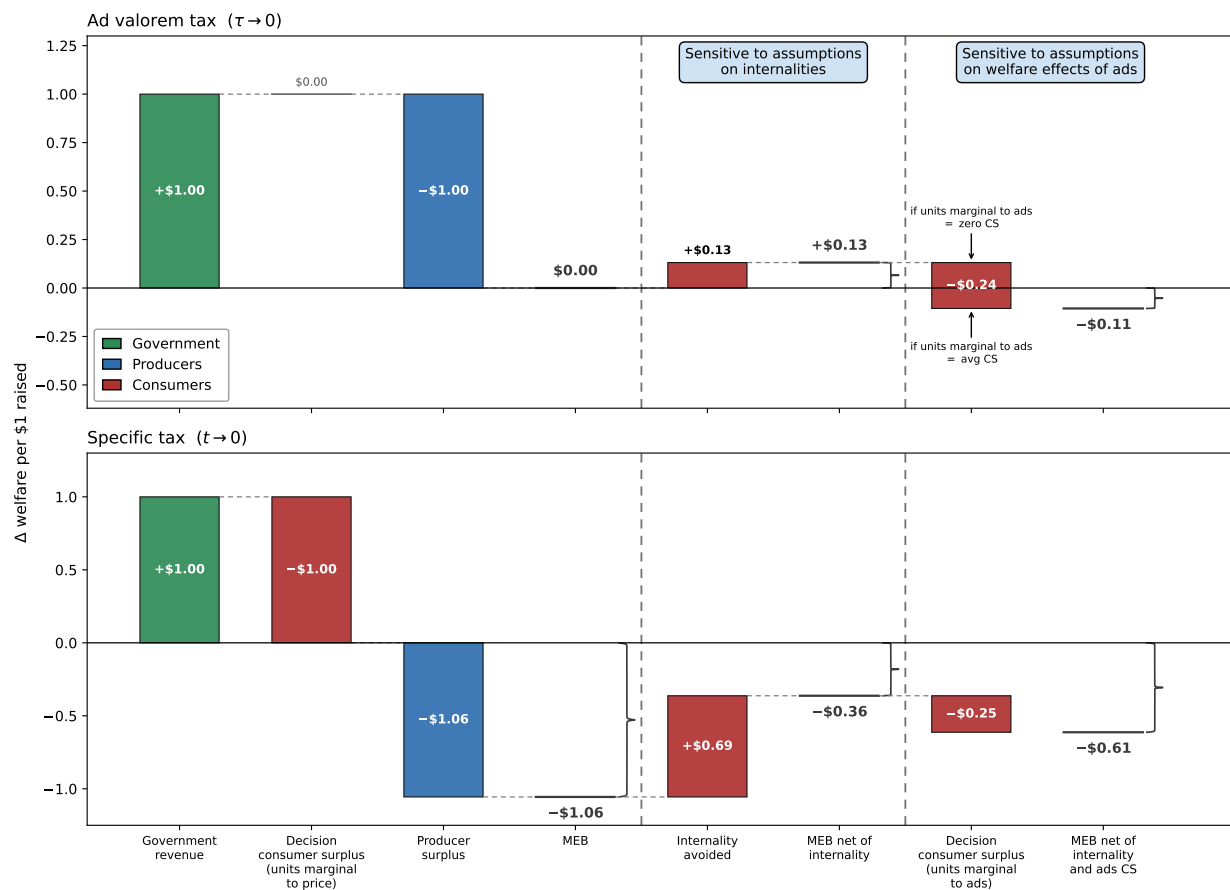 Ad valorem tax (τ → 0)
1.25
1.00
0.75
0.50
0.25
0.00
−0.25
−0.50
Sensitive to assumptions
on internalities
Sensitive to assumptions
on welfare effects of ads
+$1.00
$0.00
−$1.00
$0.00
+$0.13
+$0.13
if units marginal to ads
= zero CS
−$0.24
if units marginal to ads
= avg CS
−$0.11
Government
Producers
Consumers
Δ welfare per $1 raised
Specific tax (t → 0)
1.0
0.5
0.0
−0.5
−1.0
+$1.00
−$1.00
−$1.06
−$1.06
+$0.69
−$0.36
−$0.25
−$0.61
Government
revenue
Decision
consumer surplus
(units marginal
to price)
Producer
surplus
MEB
Internality
avoided
MEB net of
internality
Decision
consumer surplus
(units marginal
to ads)
MEB net of
internality
and ads CS